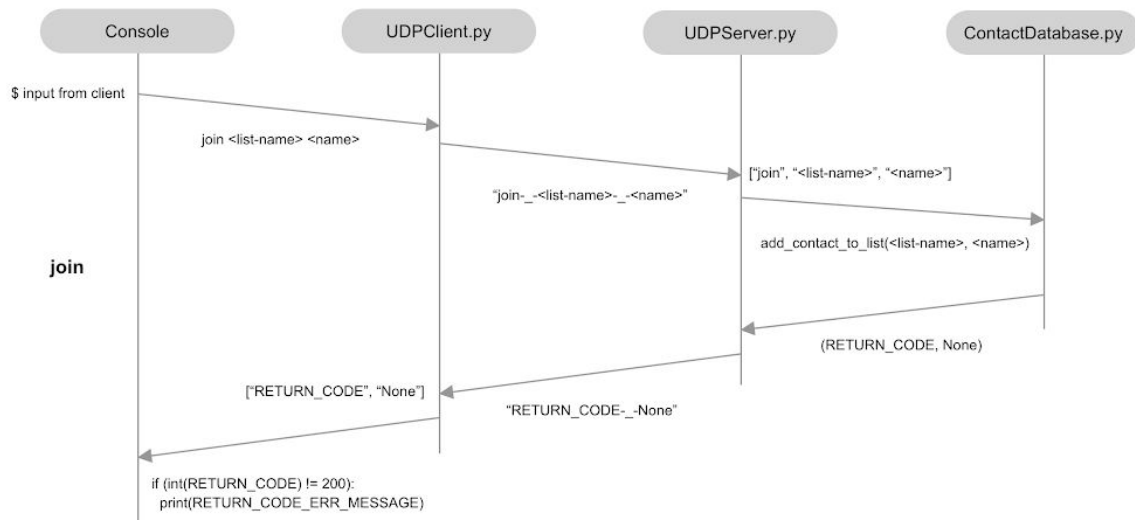 Console
UDPClient.py
UDPServer.py
ContactDatabase.py
$ input from client
join <list-name> <name>
“join-_-<list-name>-_-<name>”
[“join”, “<list-name>”, “<name>”]
add_contact_to_list(<list-name>, <name>)
join
(RETURN_CODE, None)
“RETURN_CODE-_-None”
[“RETURN_CODE”, “None”]
if (int(RETURN_CODE) != 200):
print(RETURN_CODE_ERR_MESSAGE)